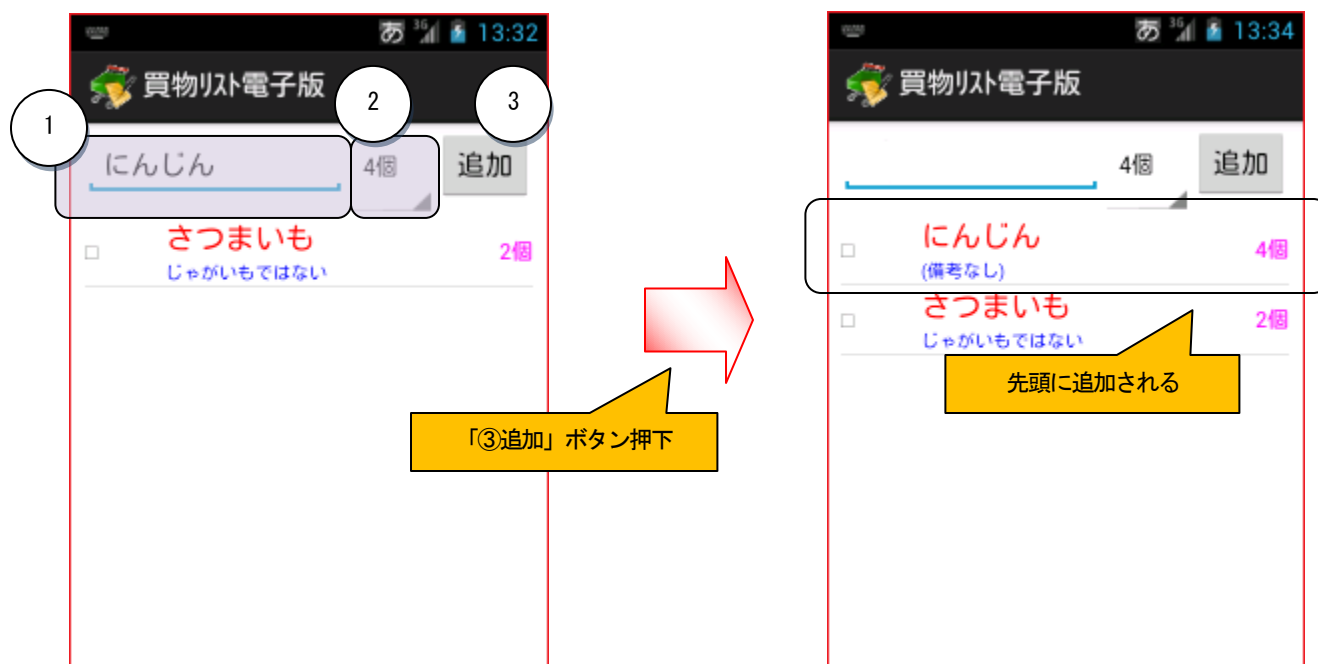 あ 3G 13:32
買物リスト電子版
1
2
3
にんじん
4個
追加
さつまいも
2個
じゃがいもではない
「③追加」ボタン押下
あ 3G 13:34
買物リスト電子版
4個
追加
にんじん
4個
(備考なし)
さつまいも
2個
じゃがいもではない
先頭に追加される